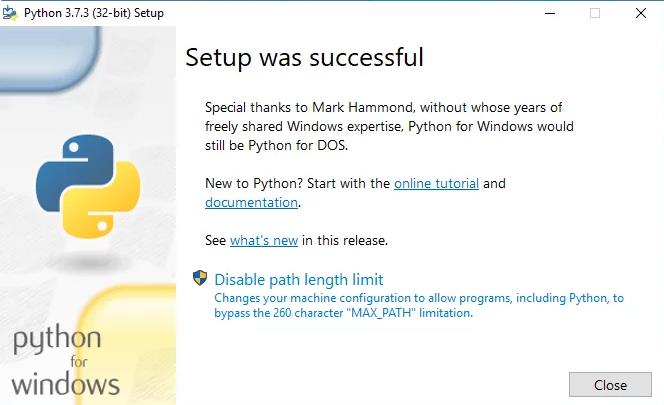 Python 3.7.3 (32-bit) Setup
Setup was successful
Special thanks to Mark Hammond, without whose years of
freely shared Windows expertise, Python for Windows would
still be Python for DOS.
New to Python? Start with the online tutorial and
documentation.
See what's new in this release.
Disable path length limit
Changes your machine configuration to allow programs, including Python, to
bypass the 260 character "MAX_PATH" limitation.
python
for
windows
Close